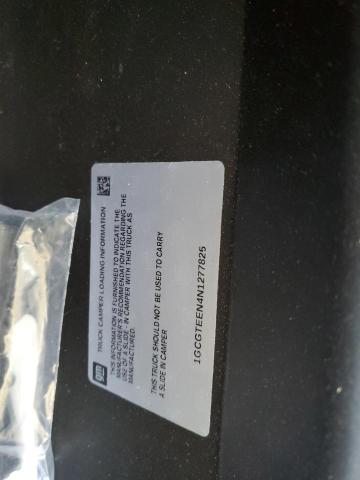 gm
TRUCK CAMPER LOADING INFORMATION
THIS INFORMATION IS FURNISHED TO INDICATE THE
MANUFACTURER'S RECOMMENDATION REGARDING THE
USE OF A SLIDE - IN CAMPER WITH THIS TRUCK AS
MANUFACTURED.
THIS TRUCK SHOULD NOT BE USED TO CARRY
A SLIDE IN CAMPER
1GCGTEEN4N1277825